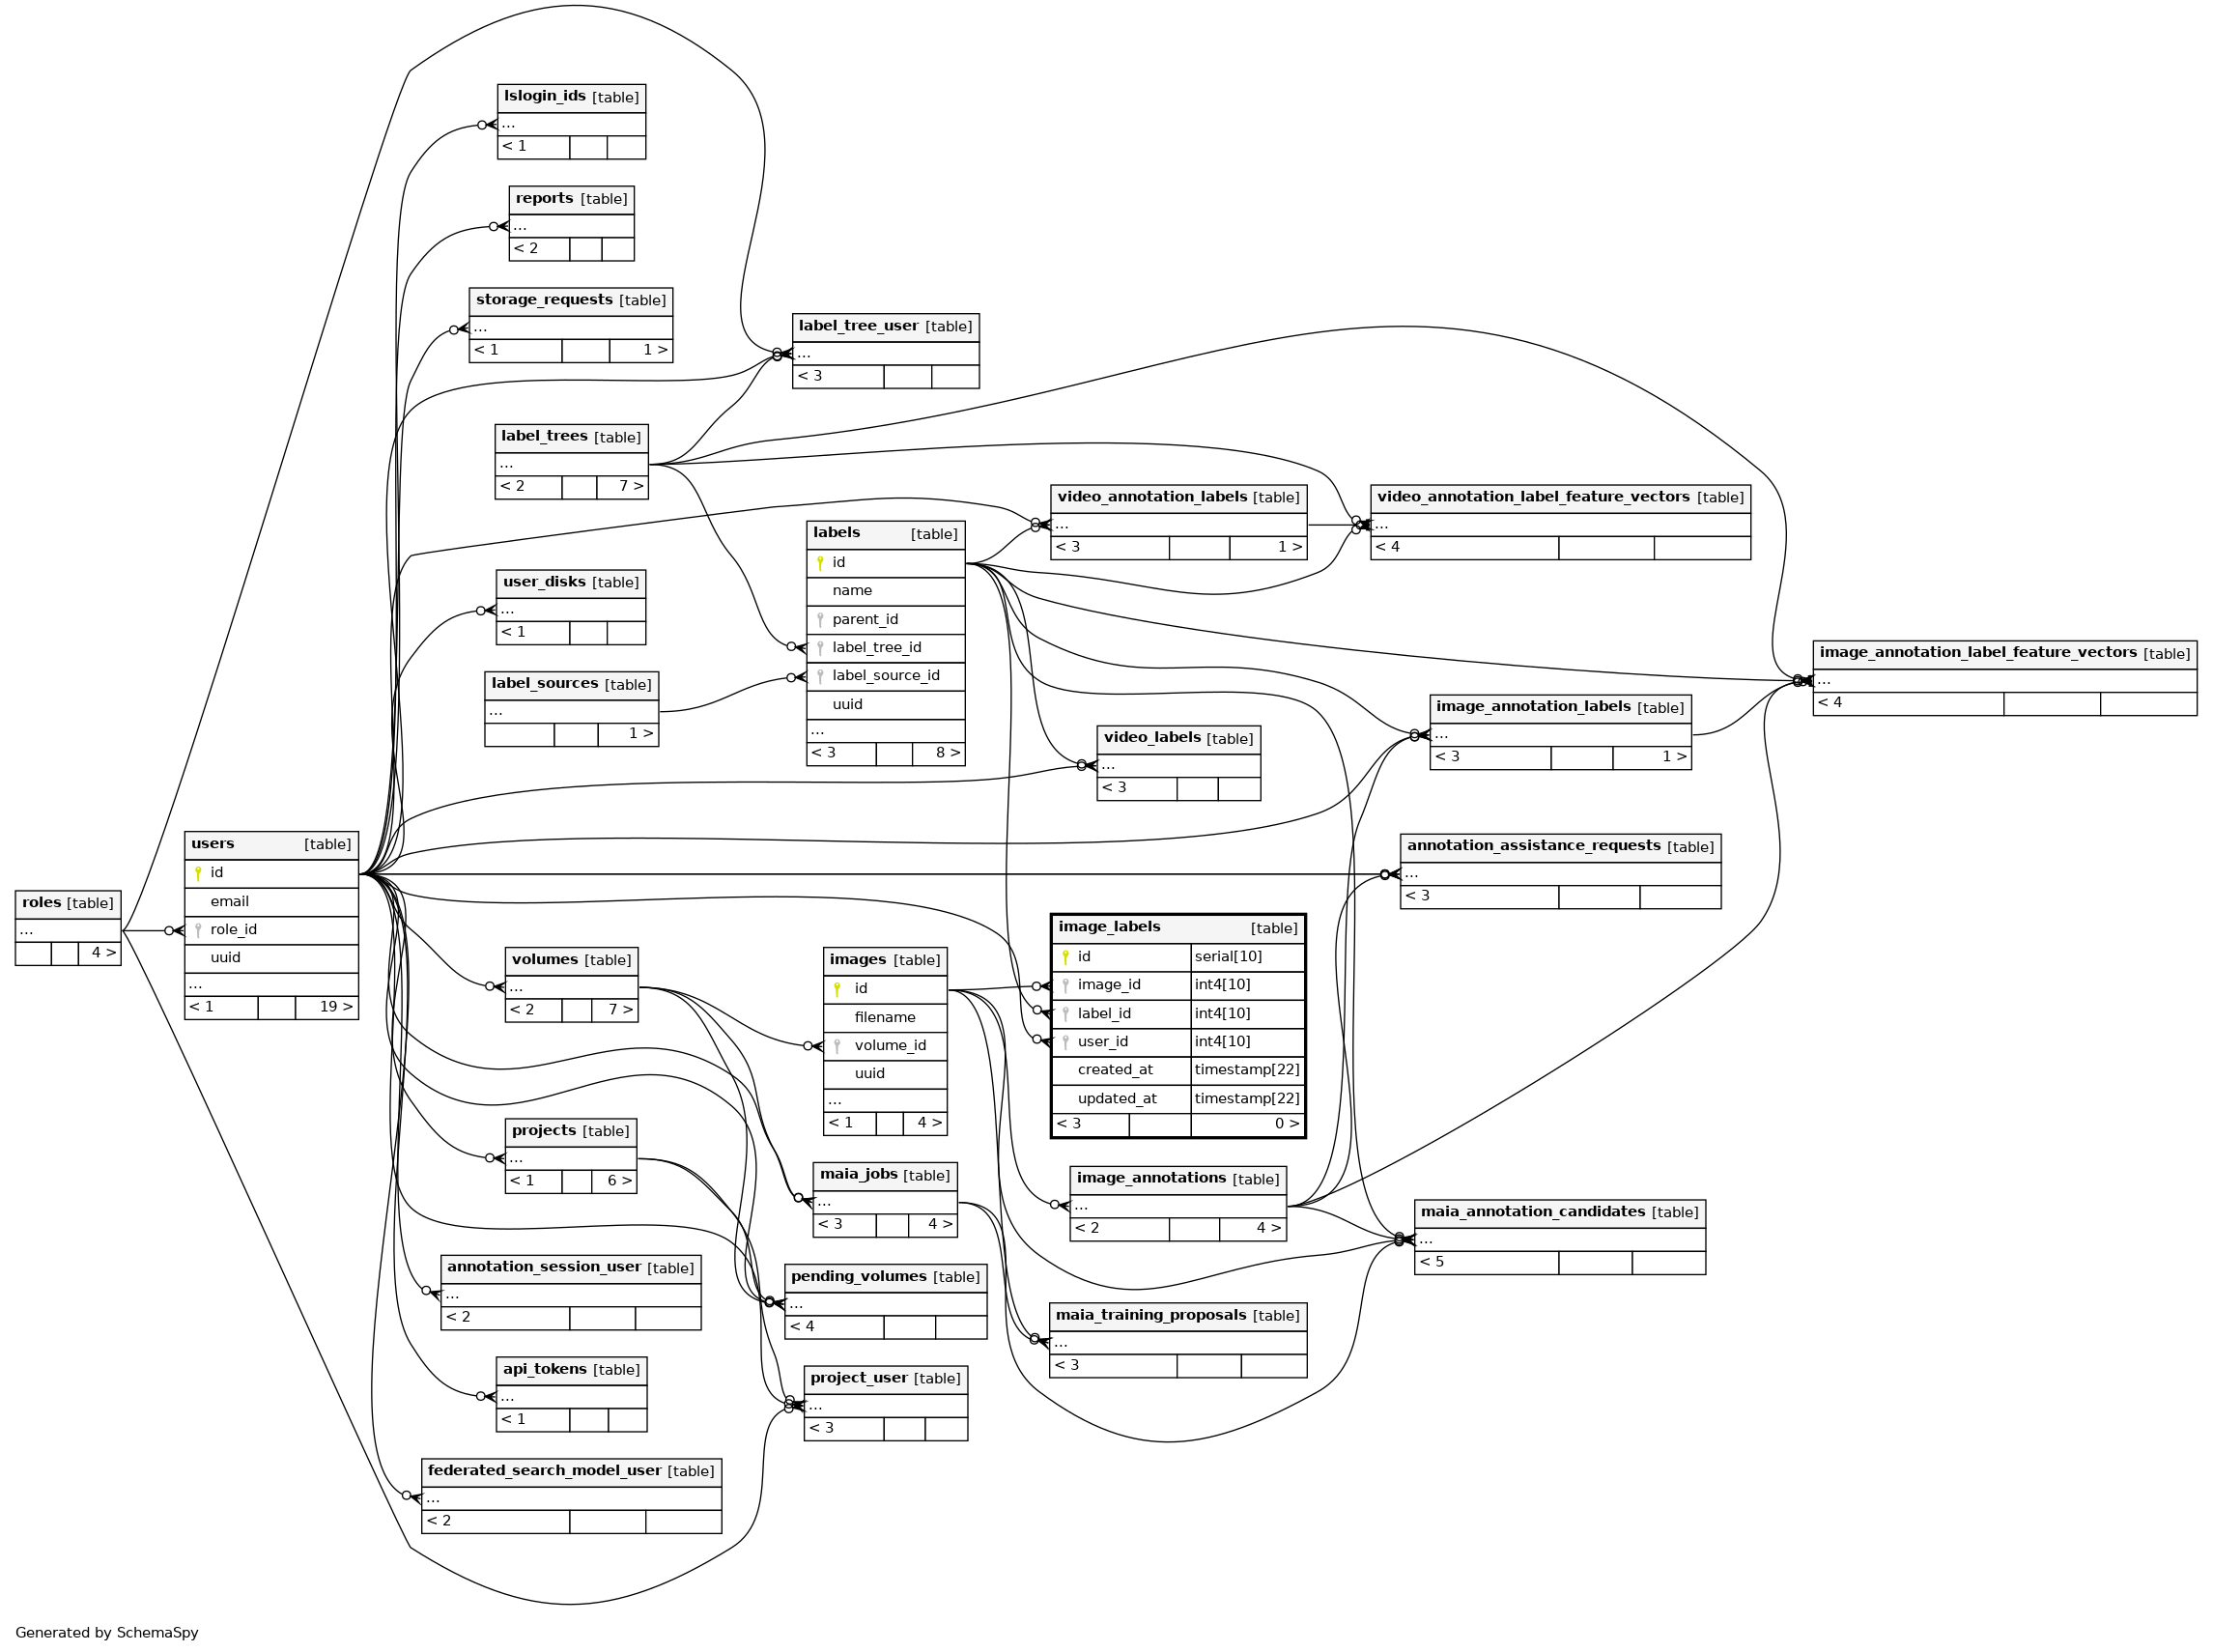 lslogin_ids [table]
...
< 1
reports [table]
...
< 2
storage_requests [table]
...
< 1 1 >
label_tree_user [table]
...
< 3
label_trees [table]
...
< 2 7 >
video_annotation_labels [table]
...
< 3 1 >
video_annotation_label_feature_vectors [table]
...
< 4
labels [table]
id
name
parent_id
label_tree_id
label_source_id
uuid
...
< 3 8 >
user_disks [table]
...
< 1
label_sources [table]
...
1 >
image_annotation_label_feature_vectors [table]
...
< 4
image_annotation_labels [table]
...
< 3 1 >
video_labels [table]
...
< 3
users [table]
id
email
role_id
uuid
...
< 1 19 >
roles [table]
...
4 >
annotation_assistance_requests [table]
...
< 3
image_labels [table]
id serial[10]
image_id int4[10]
label_id int4[10]
user_id int4[10]
created_at timestamp[22]
updated_at timestamp[22]
< 3 0 >
volumes [table]
...
< 2 7 >
images [table]
id
filename
volume_id
uuid
...
< 1 4 >
projects [table]
...
< 1 6 >
maia_jobs [table]
...
< 3 4 >
image_annotations [table]
...
< 2 4 >
maia_annotation_candidates [table]
...
< 5
annotation_session_user [table]
...
< 2
pending_volumes [table]
...
< 4
maia_training_proposals [table]
...
< 3
api_tokens [table]
...
< 1
project_user [table]
...
< 3
federated_search_model_user [table]
...
< 2
Generated by SchemaSpy